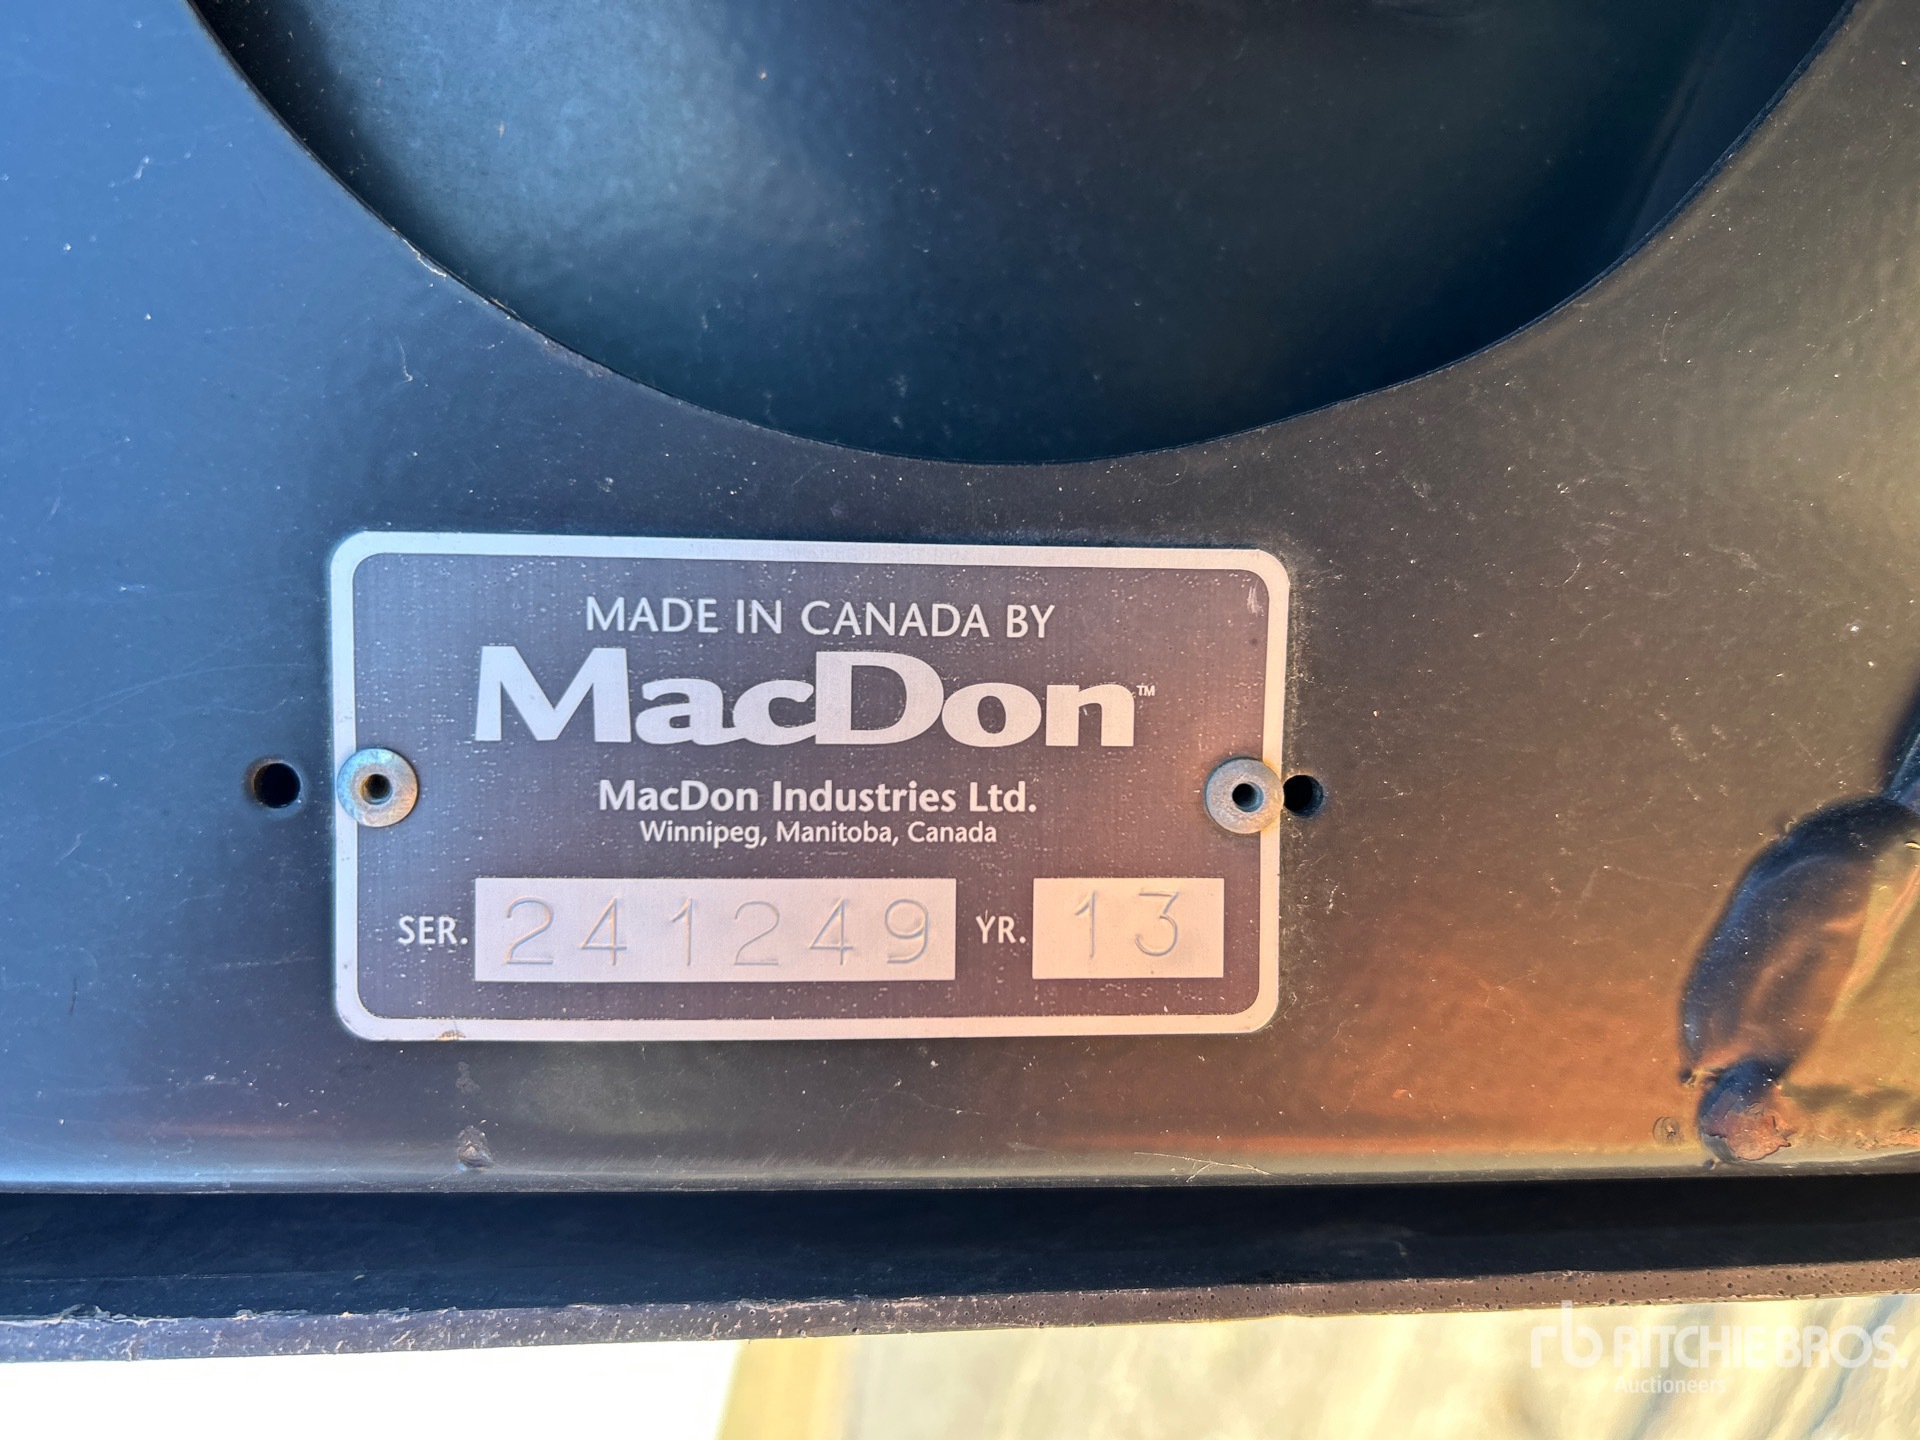 MADE IN CANADA BY
MacDon™
MacDon Industries Ltd.
Winnipeg, Manitoba, Canada
SER. 241249 YR. 13
rb RITCHIE BROS.
Auctioneers